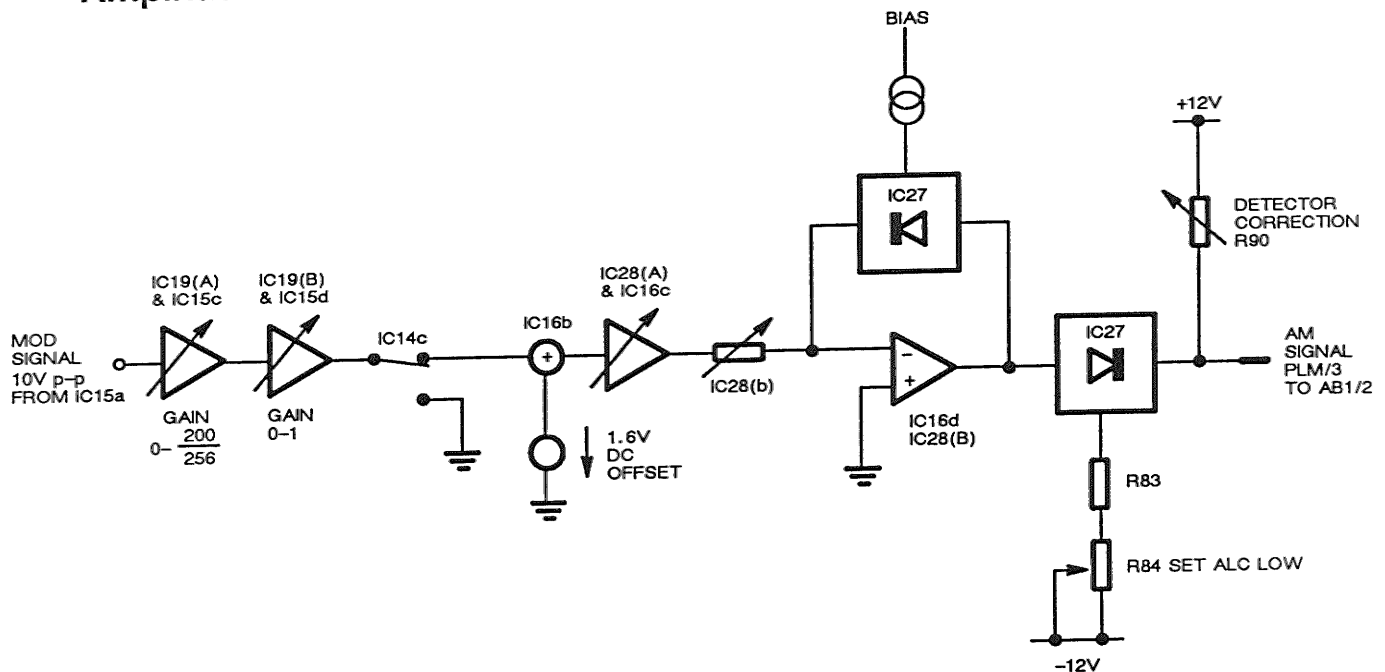 BIAS
+12V
IC27
DETECTOR
CORRECTION
R90
IC19(A)
& IC15c
IC19(B)
& IC15d
IC28(A)
& IC16c
IC14c
IC16b
MOD
SIGNAL
10V p-p
FROM IC15a
+
IC28(b)
-
+
IC27
AM
SIGNAL
PLM/3
TO AB1/2
GAIN
0- 200
256
GAIN
0-1
1.6V
DC
OFFSET
IC16d
IC28(B)
R83
R84 SET ALC LOW
-12V